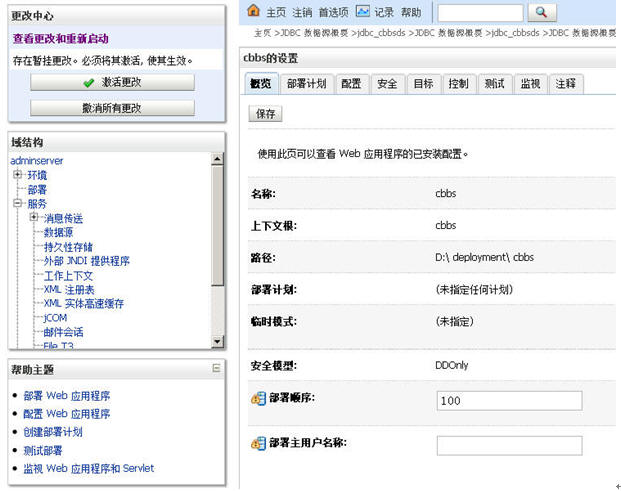 更改中心
查看更改和重新启动
存在暂挂更改。必须将其激活, 使其生效。
激活更改
撤消所有更改
域结构
adminserver
环境
部署
服务
消息传送
数据源
持久性存储
外部 JNDI 提供程序
工作上下文
XML 注册表
XML 实体高速缓存
jCOM
邮件会话
File T3
帮助主题
部署 Web 应用程序
配置 Web 应用程序
创建部署计划
测试部署
监视 Web 应用程序和 Servlet
主页 注销 首选项 记录 帮助
主页 >JDBC 数据源概要 >jdbc_cbbsds >JDBC 数据源概要 >jdbc_cbbsds >JDBC 数据源概要
cbbs的设置
概览 部署计划 配置 安全 目标 控制 测试 监视 注释
保存
使用此页可以查看 Web 应用程序的已安装配置。
名称: cbbs
上下文根: cbbs
路径: D:\ deployment\ cbbs
部署计划: (未指定任何计划)
临时模式: (未指定)
安全模型: DDOnly
部署顺序: 100
部署主用户名称: